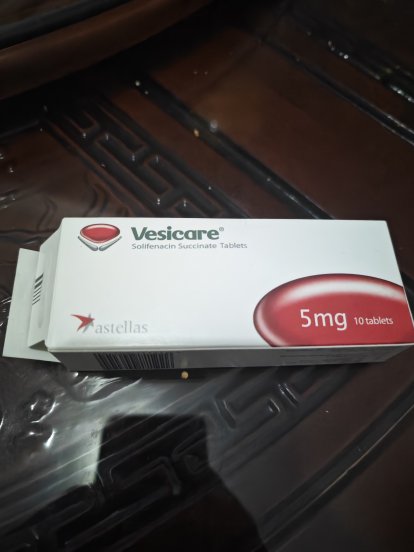 Vesicare®
Solifenacin Succinate Tablets
astellas
5mg 10 tablets